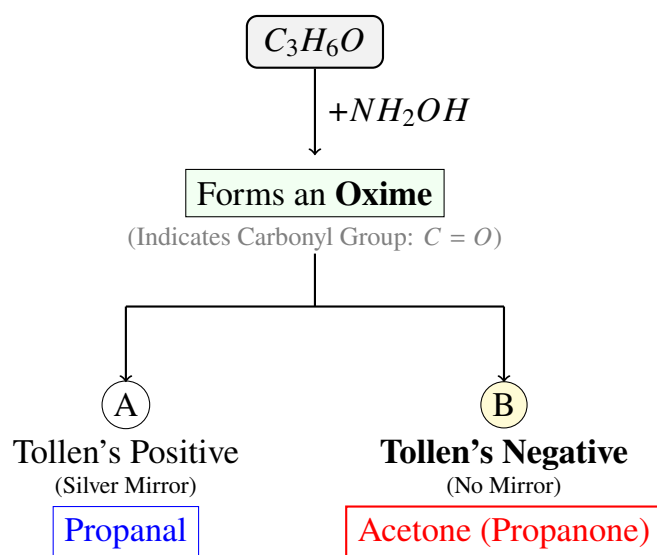 C₃H₆O
+NH₂OH
Forms an Oxime
(Indicates Carbonyl Group: C = O)
A
B
Tollen's Positive
Tollen's Negative
(Silver Mirror)
(No Mirror)
Propanal
Acetone (Propanone)